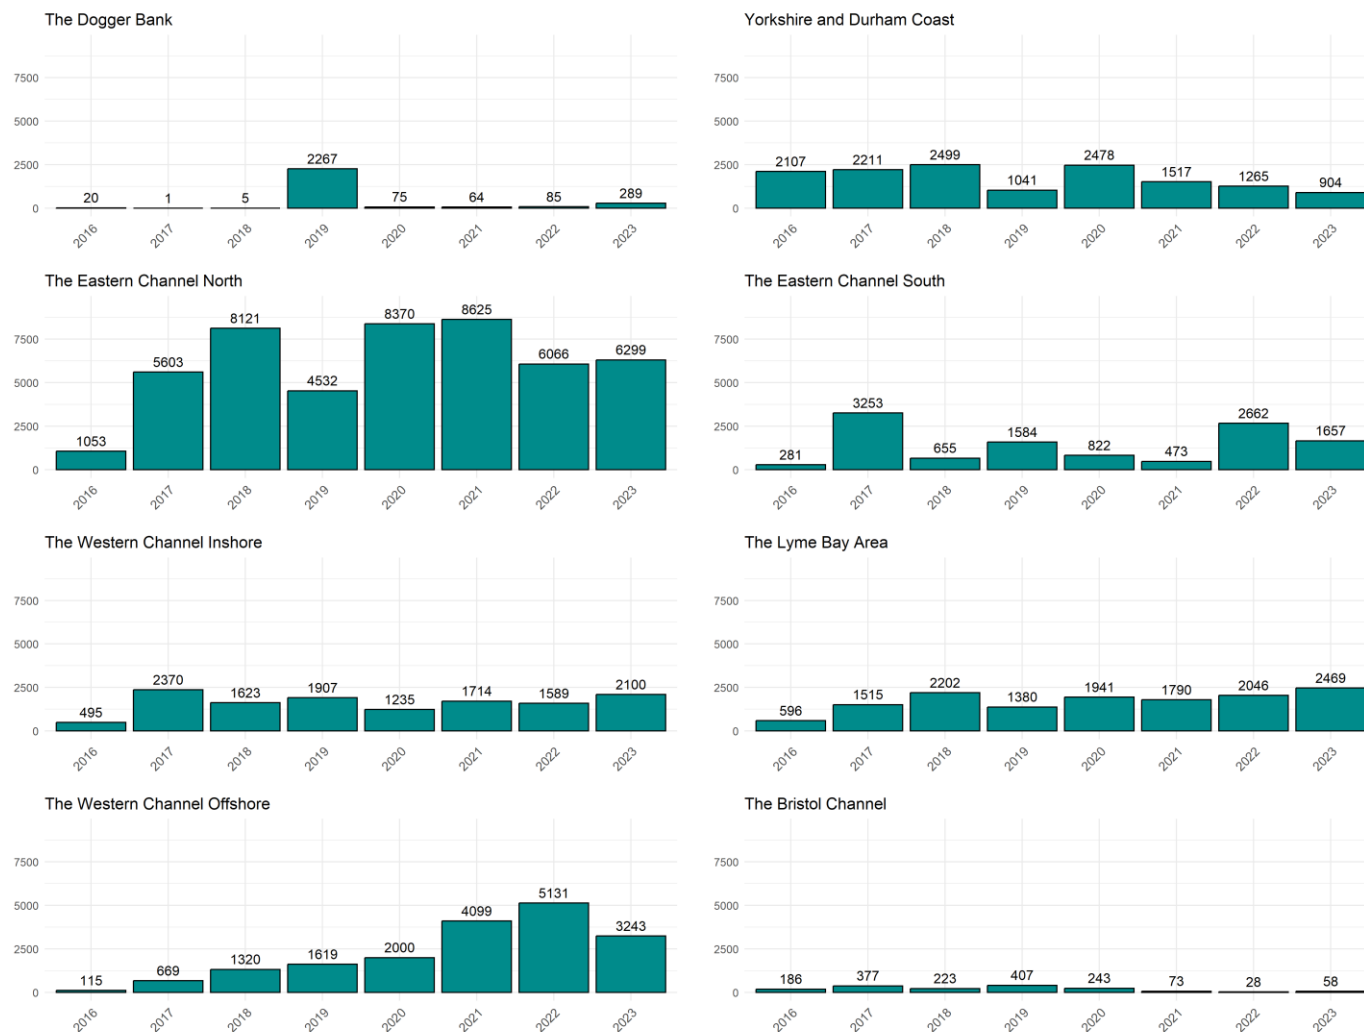 The Dogger Bank
7500
5000
2500
0
20 1 5 2267 75 64 85 289
2016 2017 2018 2019 2020 2021 2022 2023
Yorkshire and Durham Coast
7500
5000
2500
0
2107 2211 2499 1041 2478 1517 1265 904
2016 2017 2018 2019 2020 2021 2022 2023
The Eastern Channel North
7500
5000
2500
0
1053 5603 8121 4532 8370 8625 6066 6299
2016 2017 2018 2019 2020 2021 2022 2023
The Eastern Channel South
7500
5000
2500
0
281 3253 655 1584 822 473 2662 1657
2016 2017 2018 2019 2020 2021 2022 2023
The Western Channel Inshore
7500
5000
2500
0
495 2370 1623 1907 1235 1714 1589 2100
2016 2017 2018 2019 2020 2021 2022 2023
The Lyme Bay Area
7500
5000
2500
0
596 1515 2202 1380 1941 1790 2046 2469
2016 2017 2018 2019 2020 2021 2022 2023
The Western Channel Offshore
7500
5000
2500
0
115 669 1320 1619 2000 4099 5131 3243
2016 2017 2018 2019 2020 2021 2022 2023
The Bristol Channel
7500
5000
2500
0
186 377 223 407 243 73 28 58
2016 2017 2018 2019 2020 2021 2022 2023